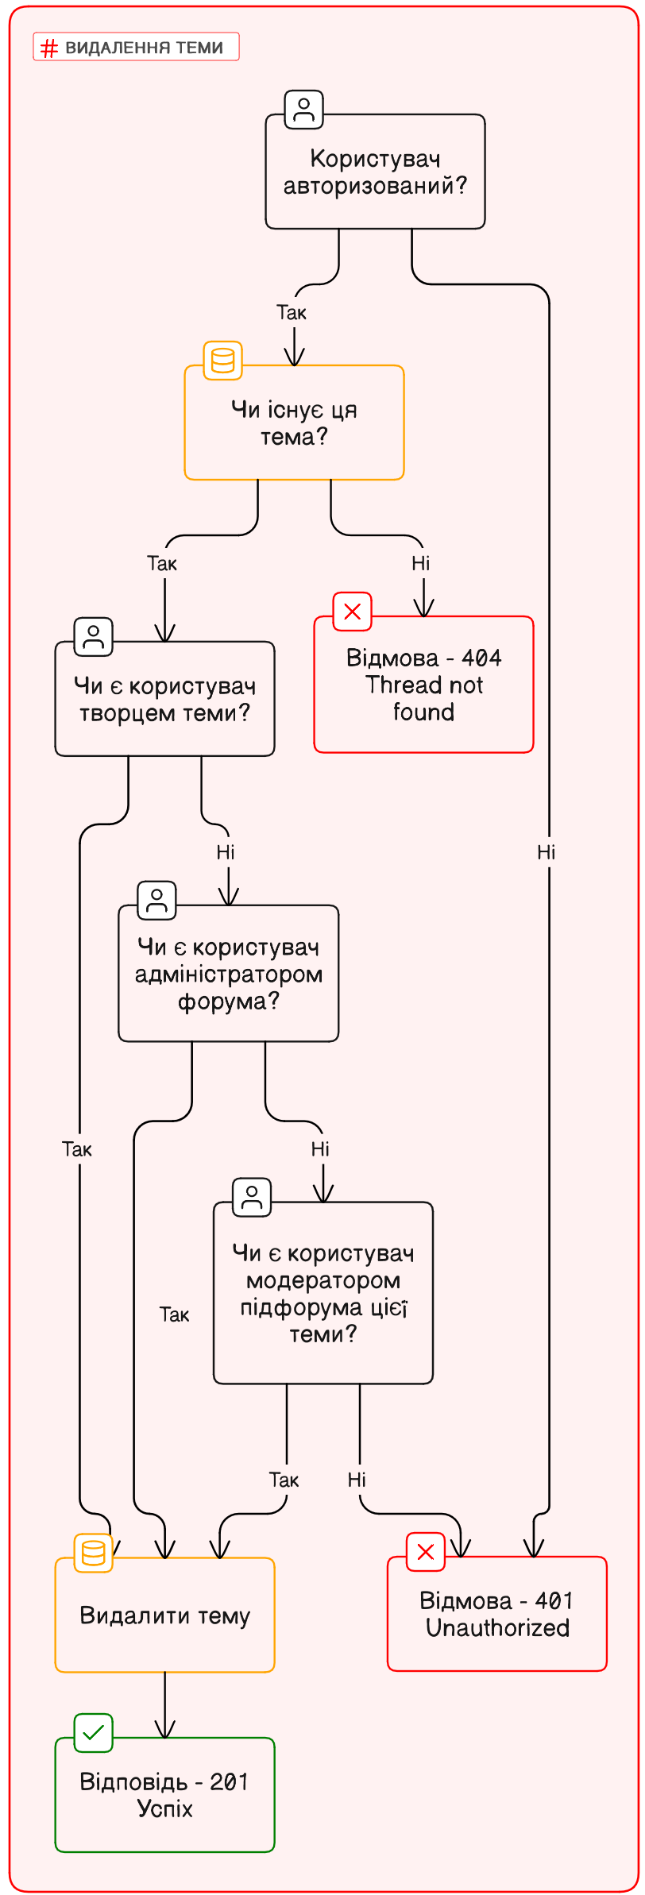 # ВИДАЛЕННЯ ТЕМИ
Користувач
авторизований?
Так
Чи існує ця
тема?
Так
Ні
Відмова - 404
Thread not
found
Чи є користувач
творцем теми?
Ні
Ні
Чи є користувач
адміністратором
форума?
Так
Ні
Чи є користувач
модератором
підфорума цієї
теми?
Так
Так
Ні
Видалити тему
Відмова - 401
Unauthorized
Відповідь - 201
Успіх